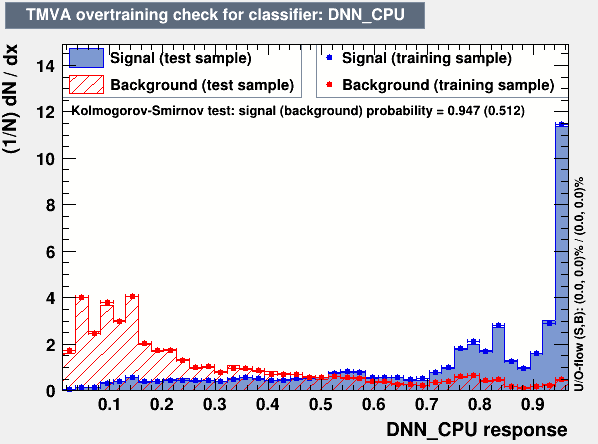 TMVA overtraining check for classifier: DNN_CPU
(1/N) dN / dx
Signal (test sample)
Background (test sample)
Signal (training sample)
Background (training sample)
Kolmogorov-Smirnov test: signal (background) probability = 0.947 (0.512)
14
12
10
8
6
4
2
0
0.1 0.2 0.3 0.4 0.5 0.6 0.7 0.8 0.9
DNN_CPU response
U/O-flow (S,B): (0.0, 0.0)% / (0.0, 0.0)%